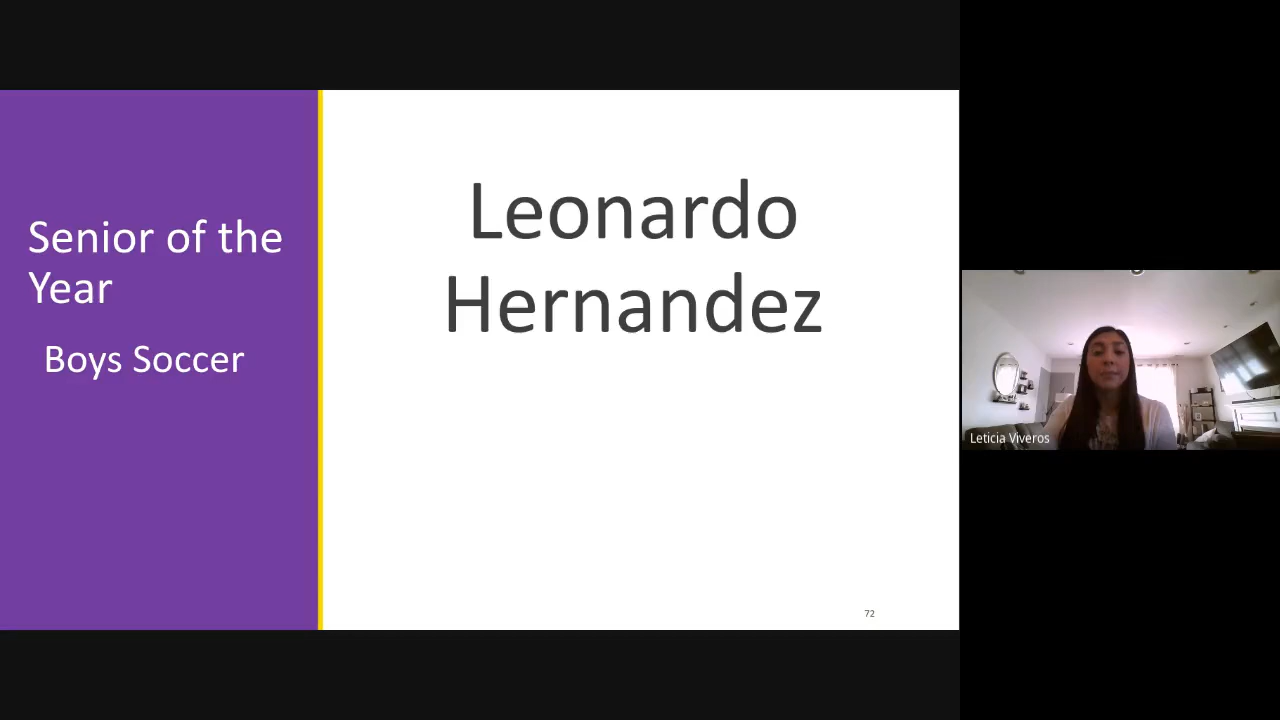 Senior of the
Year
Boys Soccer
Leonardo
Hernandez
72
Leticia Viveros